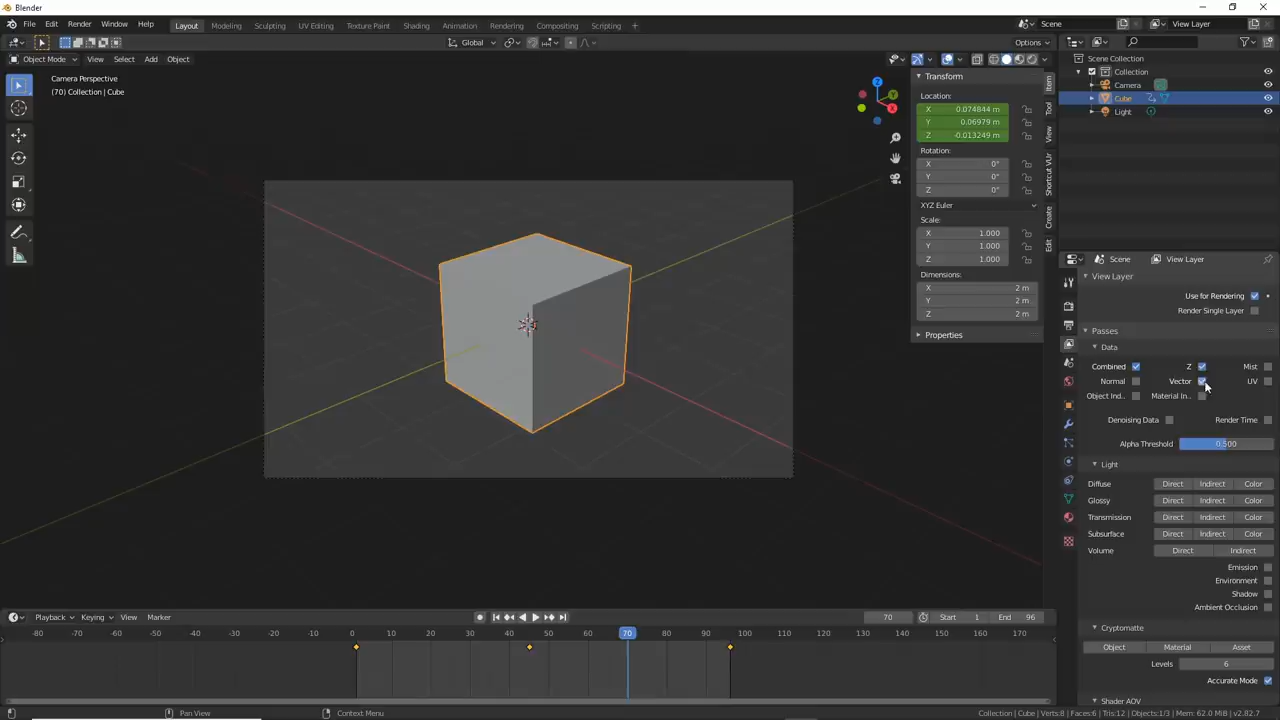 Blender
File Edit Render Window Help
Layout Modeling Sculpting UV Editing Texture Paint Shading Animation Rendering Compositing Scripting +
Scene View Layer
Global Options
Object Mode View Select Add Object
Camera Perspective
(70) Collection | Cube
Z
Y
X
Transform
Location:
X 0.074844 m
Y 0.06979 m
Z -0.013249 m
Rotation:
X 0°
Y 0°
Z 0°
XYZ Euler
Scale:
X 1.000
Y 1.000
Z 1.000
Dimensions:
X 2 m
Y 2 m
Z 2 m
Properties
Item
Tool
View
Shortcut VUr
Create
Edit
Scene Collection
Collection
Camera
Cube
Light
Scene View Layer
View Layer
Use for Rendering
Render Single Layer
Passes
Data
Combined Z Mist
Normal Vector UV
Object Ind.. Material In..
Denoising Data Render Time
Alpha Threshold 0.500
Light
Diffuse Direct Indirect Color
Glossy Direct Indirect Color
Transmission Direct Indirect Color
Subsurface Direct Indirect Color
Volume Direct Indirect
Emission
Environment
Shadow
Ambient Occlusion
Cryptomatte
Object Material Asset
Levels 6
Accurate Mode
Shader AOV
Playback Keying View Marker 70 Start 1 End 96
-80 -70 -60 -50 -40 -30 -20 -10 0 10 20 30 40 50 60 70 80 90 100 110 120 130 140 150 160 170
Pan View Context Menu
Collection | Cube | Verts:8 | Faces:6 | Tris:12 | Objects:1/3 | Mem: 62.0 MiB | v2.82.7